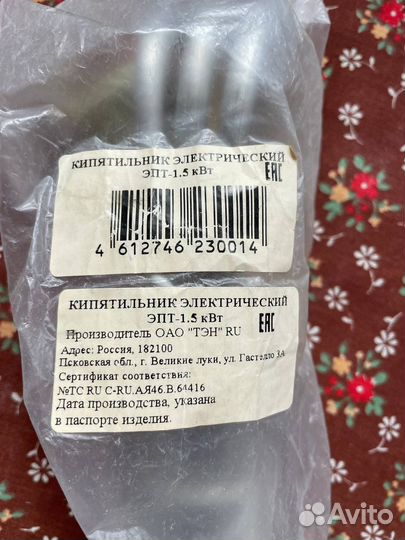 КИПЯТИЛЬНИК ЭЛЕКТРИЧЕСКИЙ
ЭПТ-1.5 кВт
ЕАС
4 612746 230014
КИПЯТИЛЬНИК ЭЛЕКТРИЧЕСКИЙ
ЭПТ-1.5 кВт
Производитель ОАО "ТЭН" RU
ЕАС
Адрес: Россия, 182100
Псковская обл., г. Великие луки, ул. Гастелло 3А
Сертификат соответствия:
№ТС RU C-RU.АЯ46.В.64416
Дата производства, указана
в паспорте изделия.
Avito